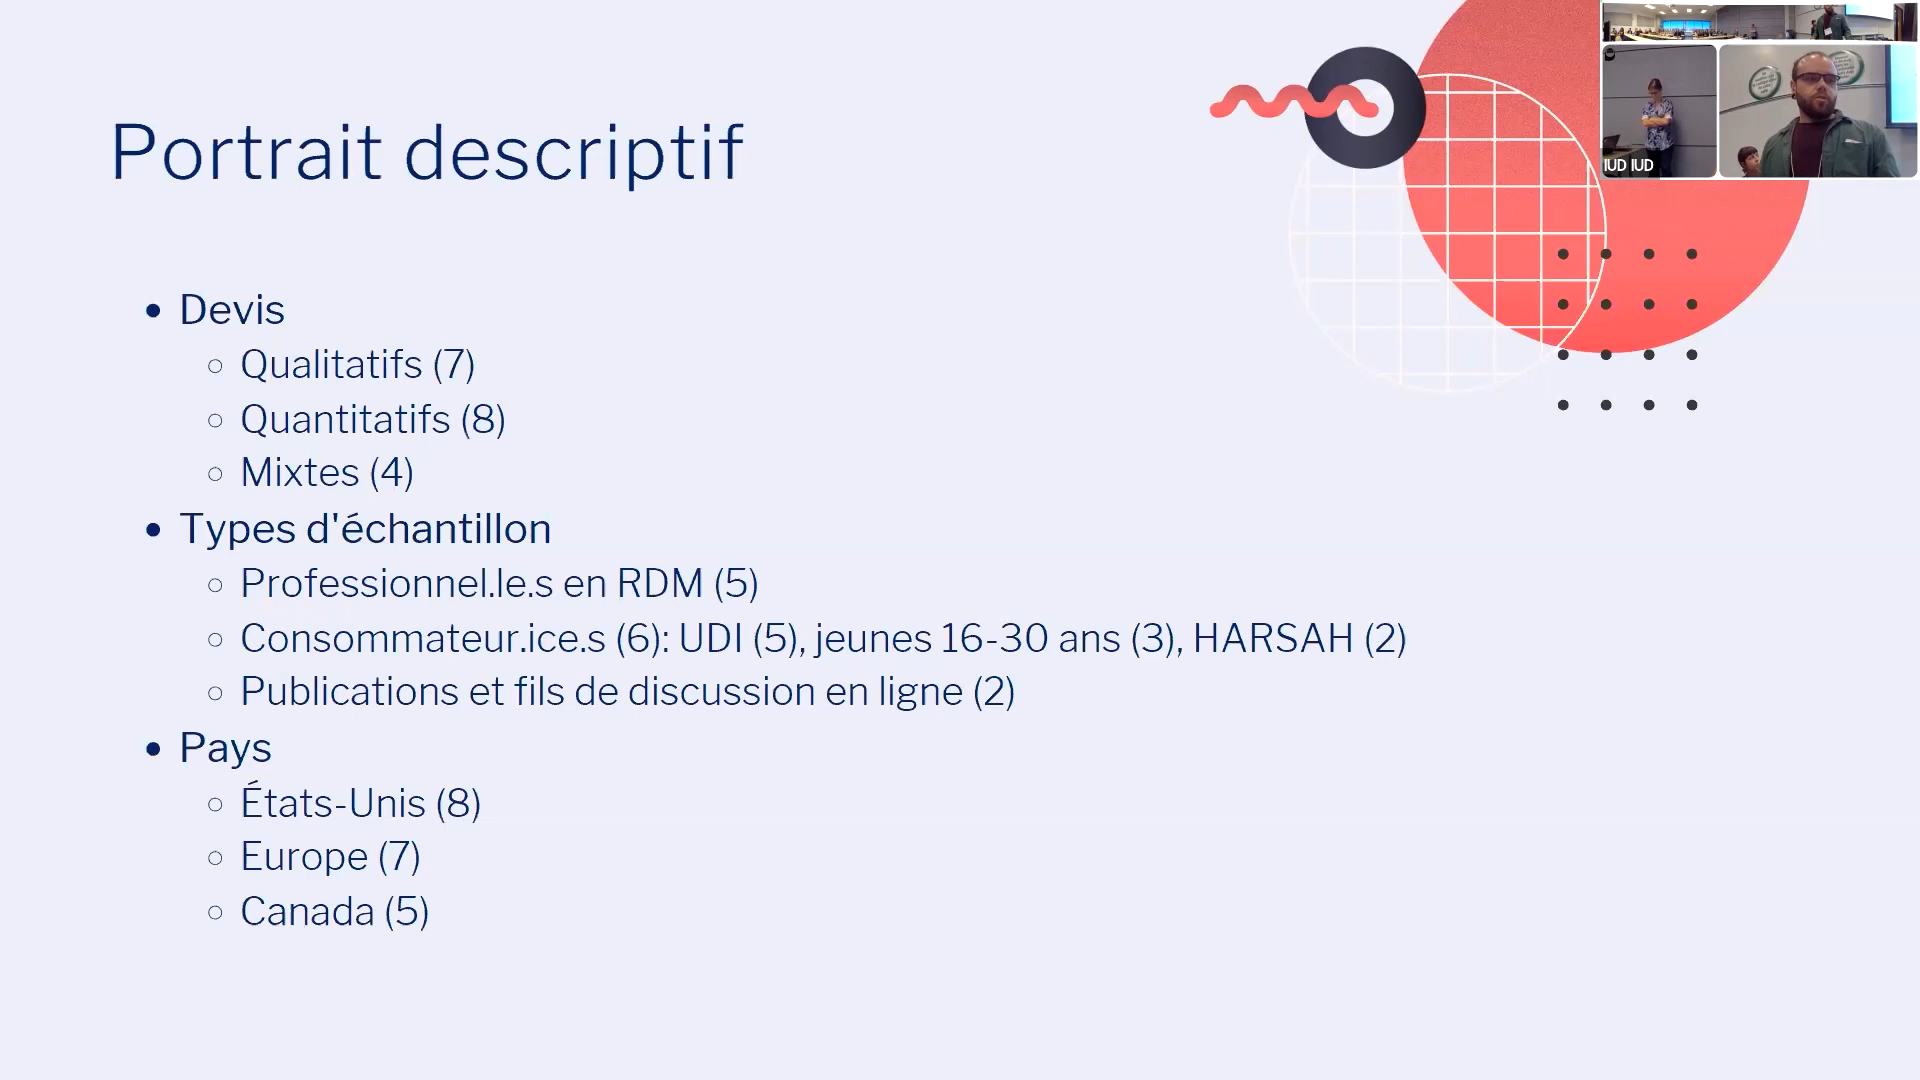 Portrait descriptif
Devis
Qualitatifs (7)
Quantitatifs (8)
Mixtes (4)
Types d'échantillon
Professionnel.le.s en RDM (5)
Consommateur.ice.s (6): UDI (5), jeunes 16-30 ans (3), HARSAH (2)
Publications et fils de discussion en ligne (2)
Pays
États-Unis (8)
Europe (7)
Canada (5)
IUD IUD